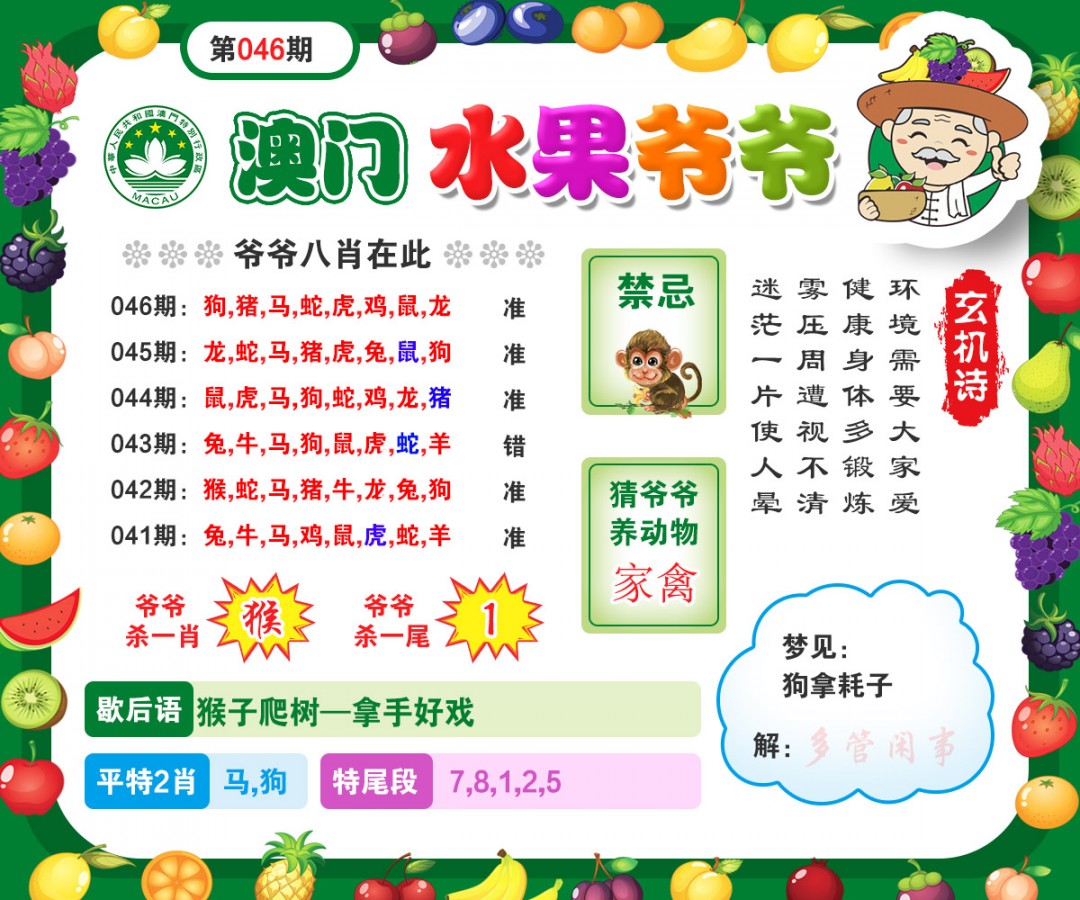 第046期
中華人民共和國澳門特別行政區
MACAU
澳门 水果爷爷
爷爷八肖在此
046期：狗,猪,马,蛇,虎,鸡,鼠,龙 准
045期：龙,蛇,马,猪,虎,兔,鼠,狗 准
044期：鼠,虎,马,狗,蛇,鸡,龙,猪 准
043期：兔,牛,马,狗,鼠,虎,蛇,羊 错
042期：猴,蛇,马,猪,牛,龙,兔,狗 准
041期：兔,牛,马,鸡,鼠,虎,蛇,羊 准
爷爷
杀一肖
猴
爷爷
杀一尾
1
禁忌
猜爷爷
养动物
家禽
玄机诗
环境需要大家爱
健康身体多锻炼
雾压周遭视不清
迷茫一片使人晕
歇后语 猴子爬树—拿手好戏
平特2肖 马,狗
特尾段 7,8,1,2,5
梦见：
狗拿耗子
解：多管闲事